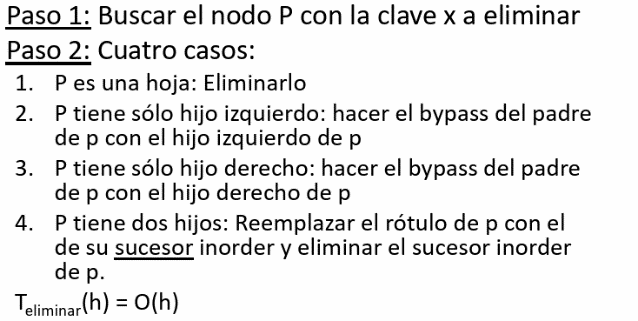 Paso 1: Buscar el nodo P con la clave x a eliminar
Paso 2: Cuatro casos:
1. P es una hoja: Eliminarlo
2. P tiene sólo hijo izquierdo: hacer el bypass del padre
de p con el hijo izquierdo de p
3. P tiene sólo hijo derecho: hacer el bypass del padre
de p con el hijo derecho de p
4. P tiene dos hijos: Reemplazar el rótulo de p con el
de su sucesor inorder y eliminar el sucesor inorder
de p.
Teliminar(h) = O(h)